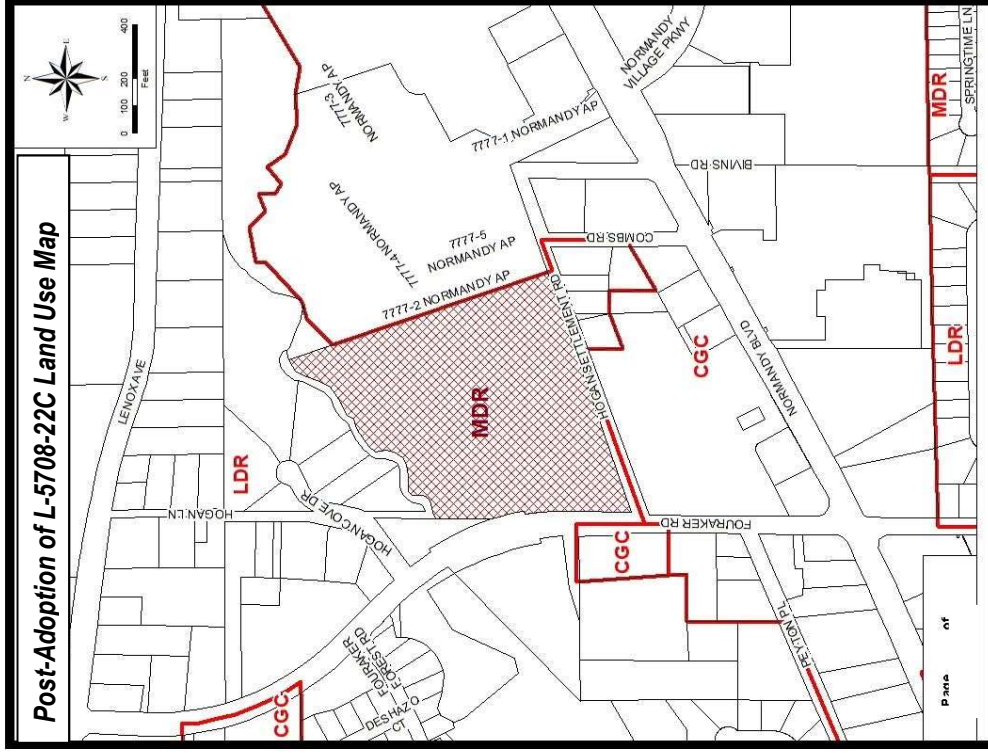 Post-Adoption of L-5708-22C Land Use Map
N
E
S
W
0 100 200 400
Feet
LENOX AVE
LDR
HOGAN LN
HOGAN COVE DR
7777-3
NORMANDY AP
7777-4 NORMANDY AP
7777-5
NORMANDY AP
7777-2 NORMANDY AP
7777-1 NORMANDY AP
NORMANDY
VILLAGE PKWY
MDR
HOGAN SETTLEMENT RD
COMBS RD
BIVINS RD
CGC
FOURAKER
FOREST RD
DESHAZO
CT
CGC
CGC
FOURAKER RD
NORMANDY BLVD
PEYTON PL
MDR
SPRINGTIME LN
LDR
Page of